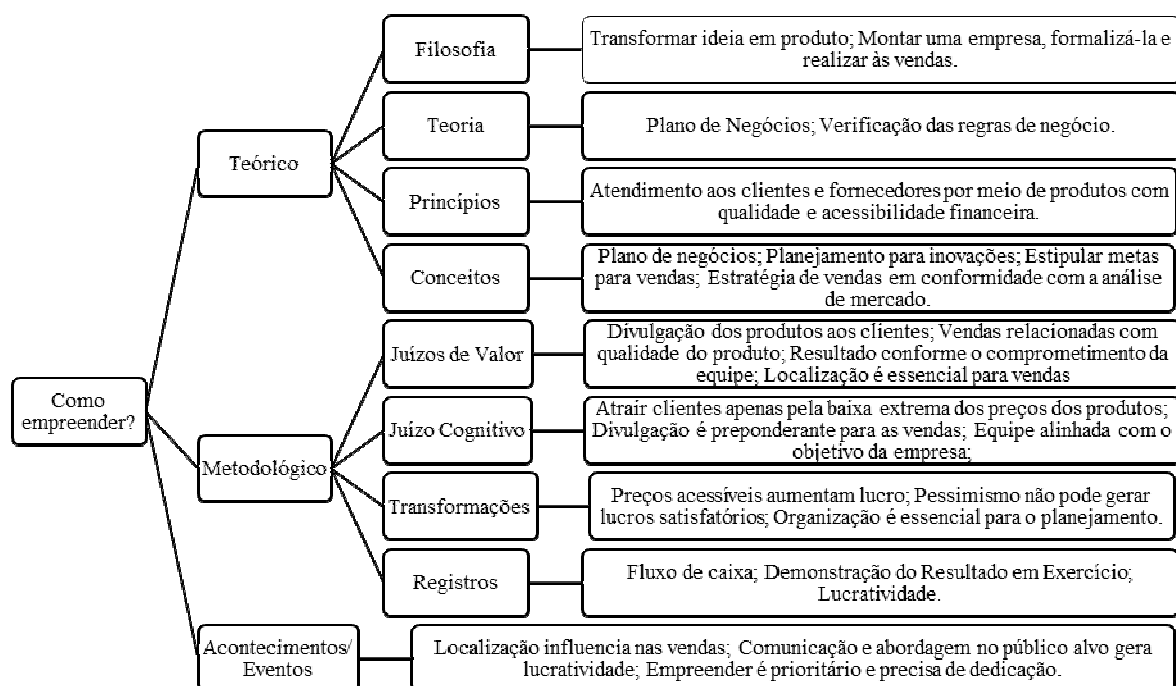 Filosofia
Transformar ideia em produto; Montar uma empresa, formalizá-la e
realizar às vendas.
Teoria
Plano de Negócios; Verificação das regras de negócio.
Teórico
Princípios
Atendimento aos clientes e fornecedores por meio de produtos com
qualidade e acessibilidade financeira.
Conceitos
Plano de negócios; Planejamento para inovações; Estipular metas
para vendas; Estratégia de vendas em conformidade com a análise
de mercado.
Juízos de Valor
Divulgação dos produtos aos clientes; Vendas relacionadas com
qualidade do produto; Resultado conforme o comprometimento da
equipe; Localização é essencial para vendas
Como
empreender?
Juízo Cognitivo
Atrair clientes apenas pela baixa extrema dos preços dos produtos;
Divulgação é preponderante para as vendas; Equipe alinhada com o
objetivo da empresa;
Metodológico
Transformações
Preços acessíveis aumentam lucro; Pessimismo não pode gerar
lucros satisfatórios; Organização é essencial para o planejamento.
Registros
Fluxo de caixa; Demonstração do Resultado em Exercício;
Lucratividade.
Acontecimentos/
Eventos
Localização influencia nas vendas; Comunicação e abordagem no público alvo gera
lucratividade; Empreender é prioritário e precisa de dedicação.